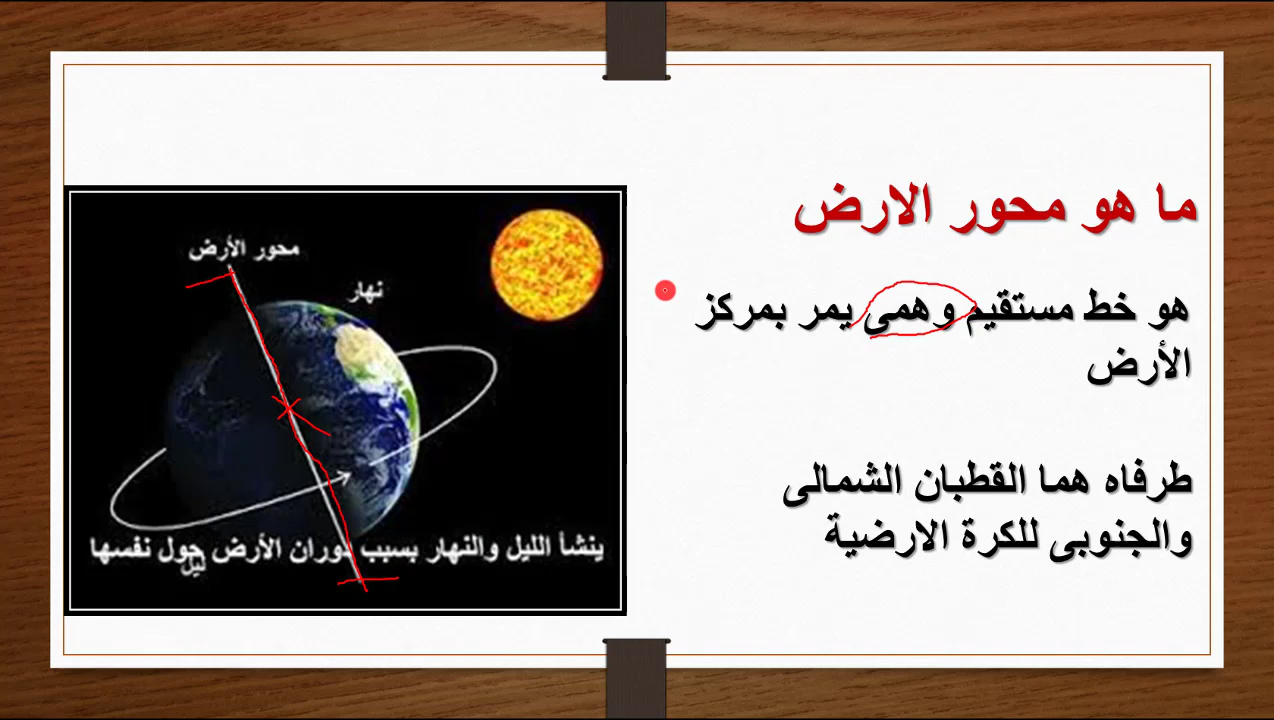 ما هو محور الارض
هو خط مستقيم وهمى يمر بمركز
الأرض
طرفاه هما القطبان الشمالى
والجنوبى للكرة الارضية
محور الأرض
نهار
ينشأ الليل والنهار بسبب دوران الأرض حول نفسها
ليل